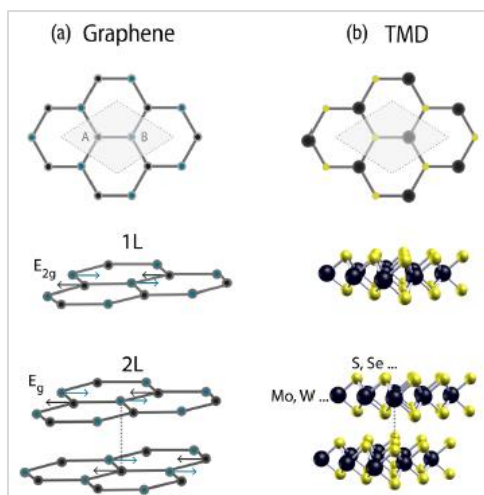 (a) Graphene
(b) TMD
A
B
1L
E2g
2L
Eg
S, Se ...
Mo, W ...